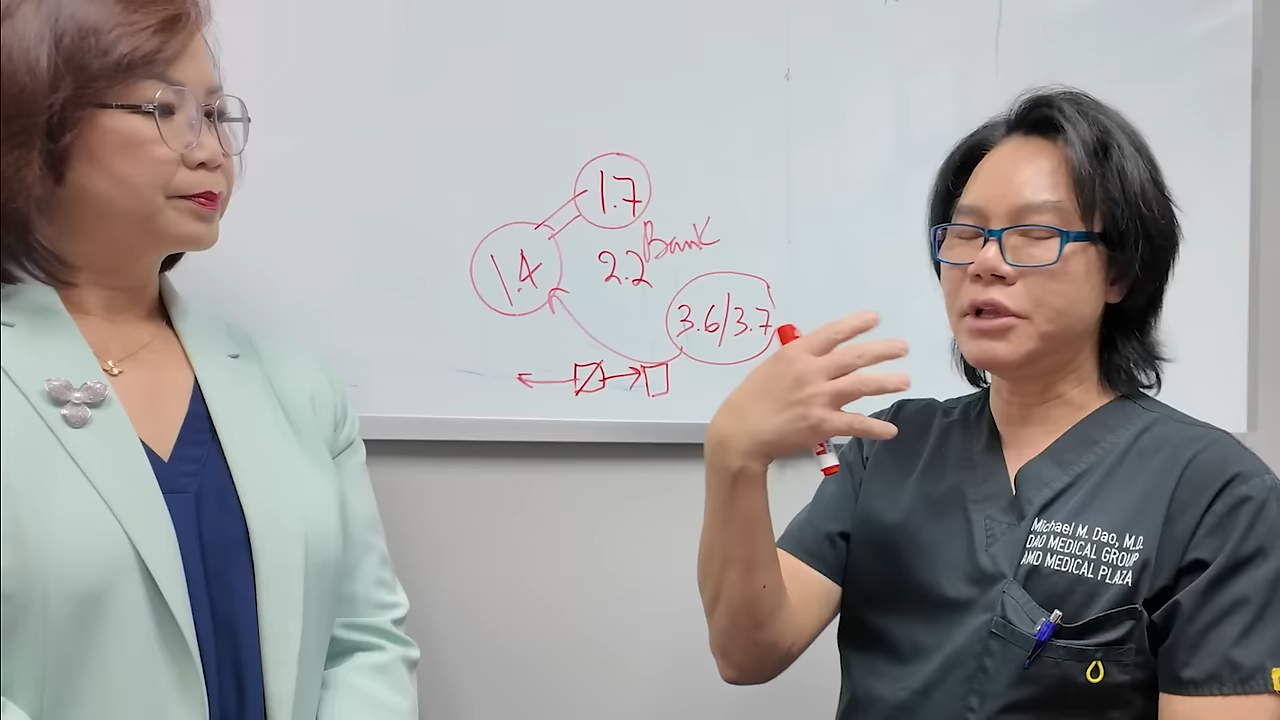 1.7
Bank
1.4
2.2
3.6/3.7
Michael M. Dao, M.D.
DAO MEDICAL GROUP
AMD MEDICAL PLAZA